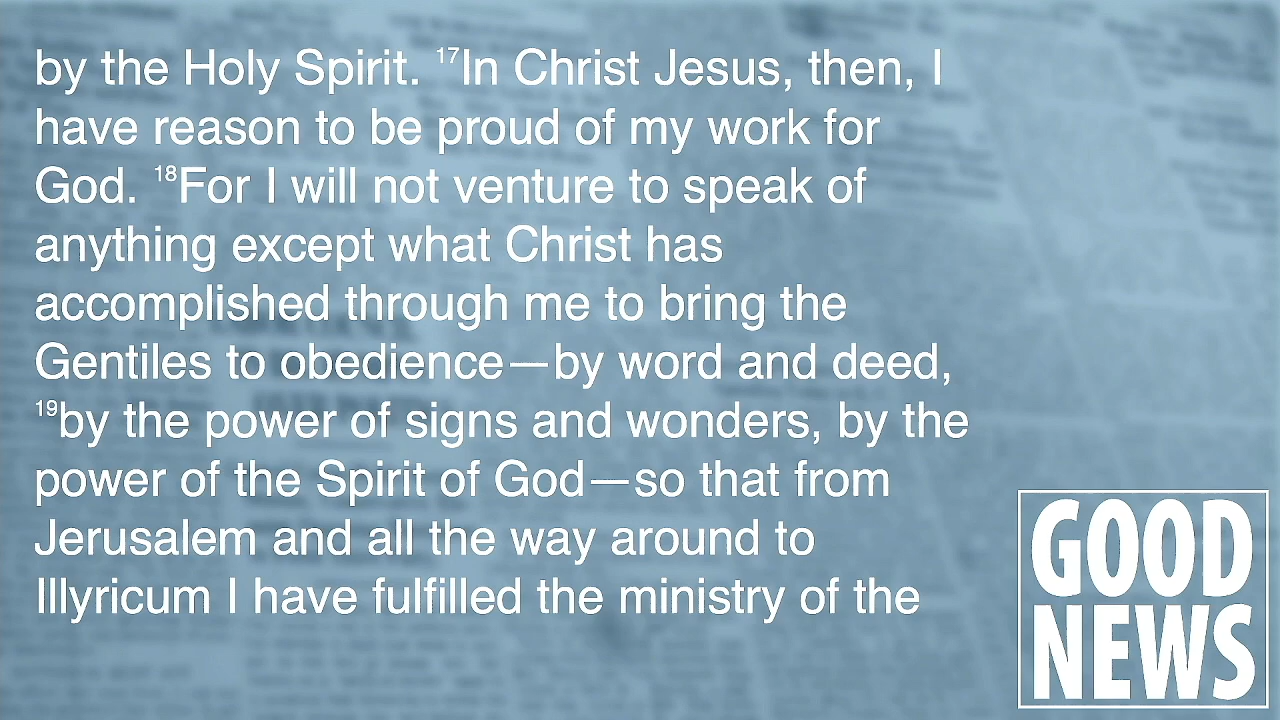 by the Holy Spirit. ¹⁷In Christ Jesus, then, I
have reason to be proud of my work for
God. ¹⁸For I will not venture to speak of
anything except what Christ has
accomplished through me to bring the
Gentiles to obedience—by word and deed,
¹⁹by the power of signs and wonders, by the
power of the Spirit of God—so that from
Jerusalem and all the way around to
Illyricum I have fulfilled the ministry of the
GOOD
NEWS